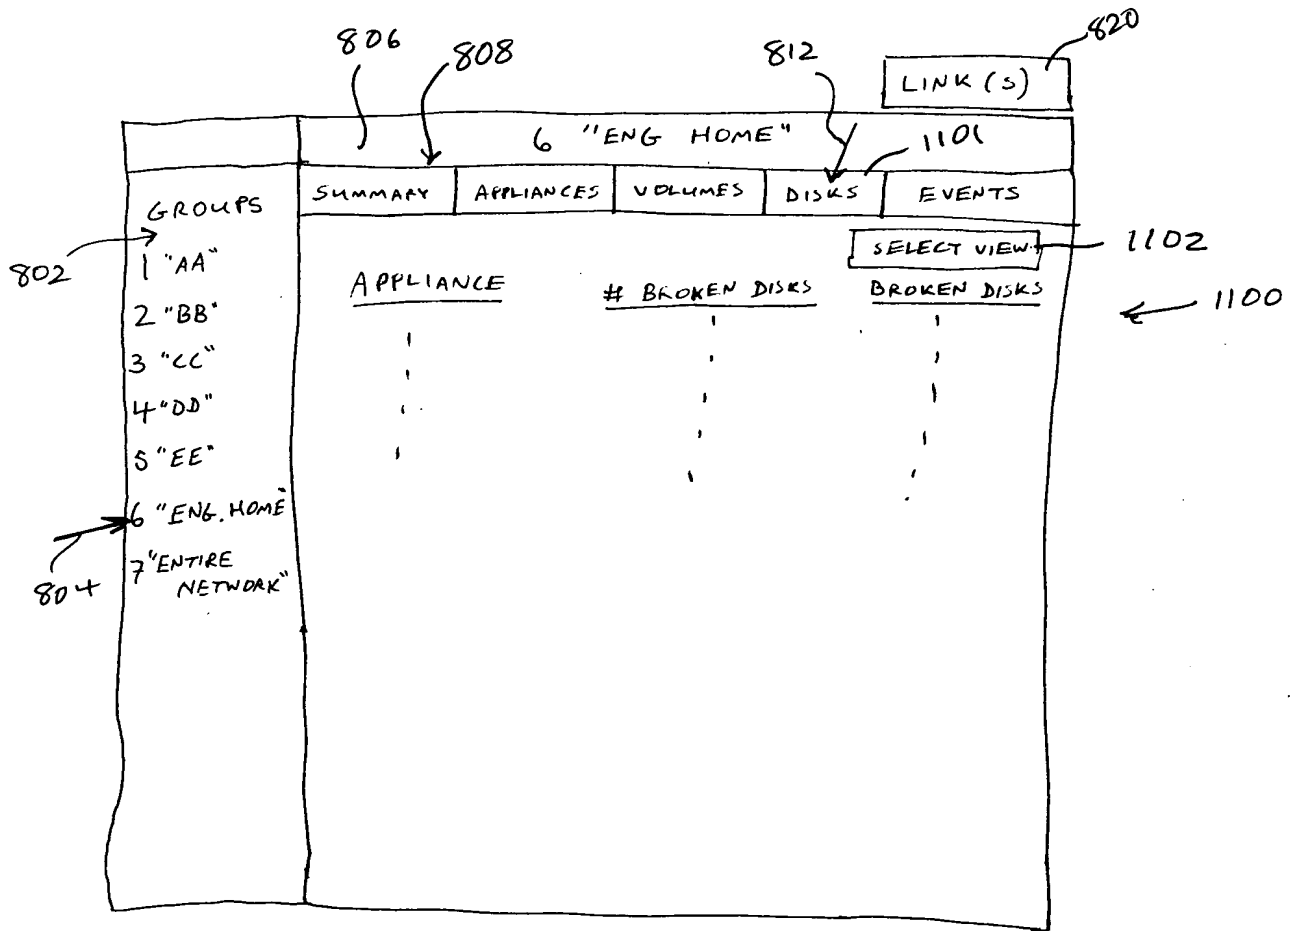 820
806
808
812
LINK (S)
6 "ENG HOME"
1101
SUMMARY APPLIANCES VOLUMES DISKS EVENTS
GROUPS
802
SELECT VIEW
1102
1 "AA"
APPLIANCE # BROKEN DISKS BROKEN DISKS
1100
2 "BB"
3 "CC"
4 "DD"
5 "EE"
6 "ENG. HOME"
804
7 "ENTIRE
NETWORK"